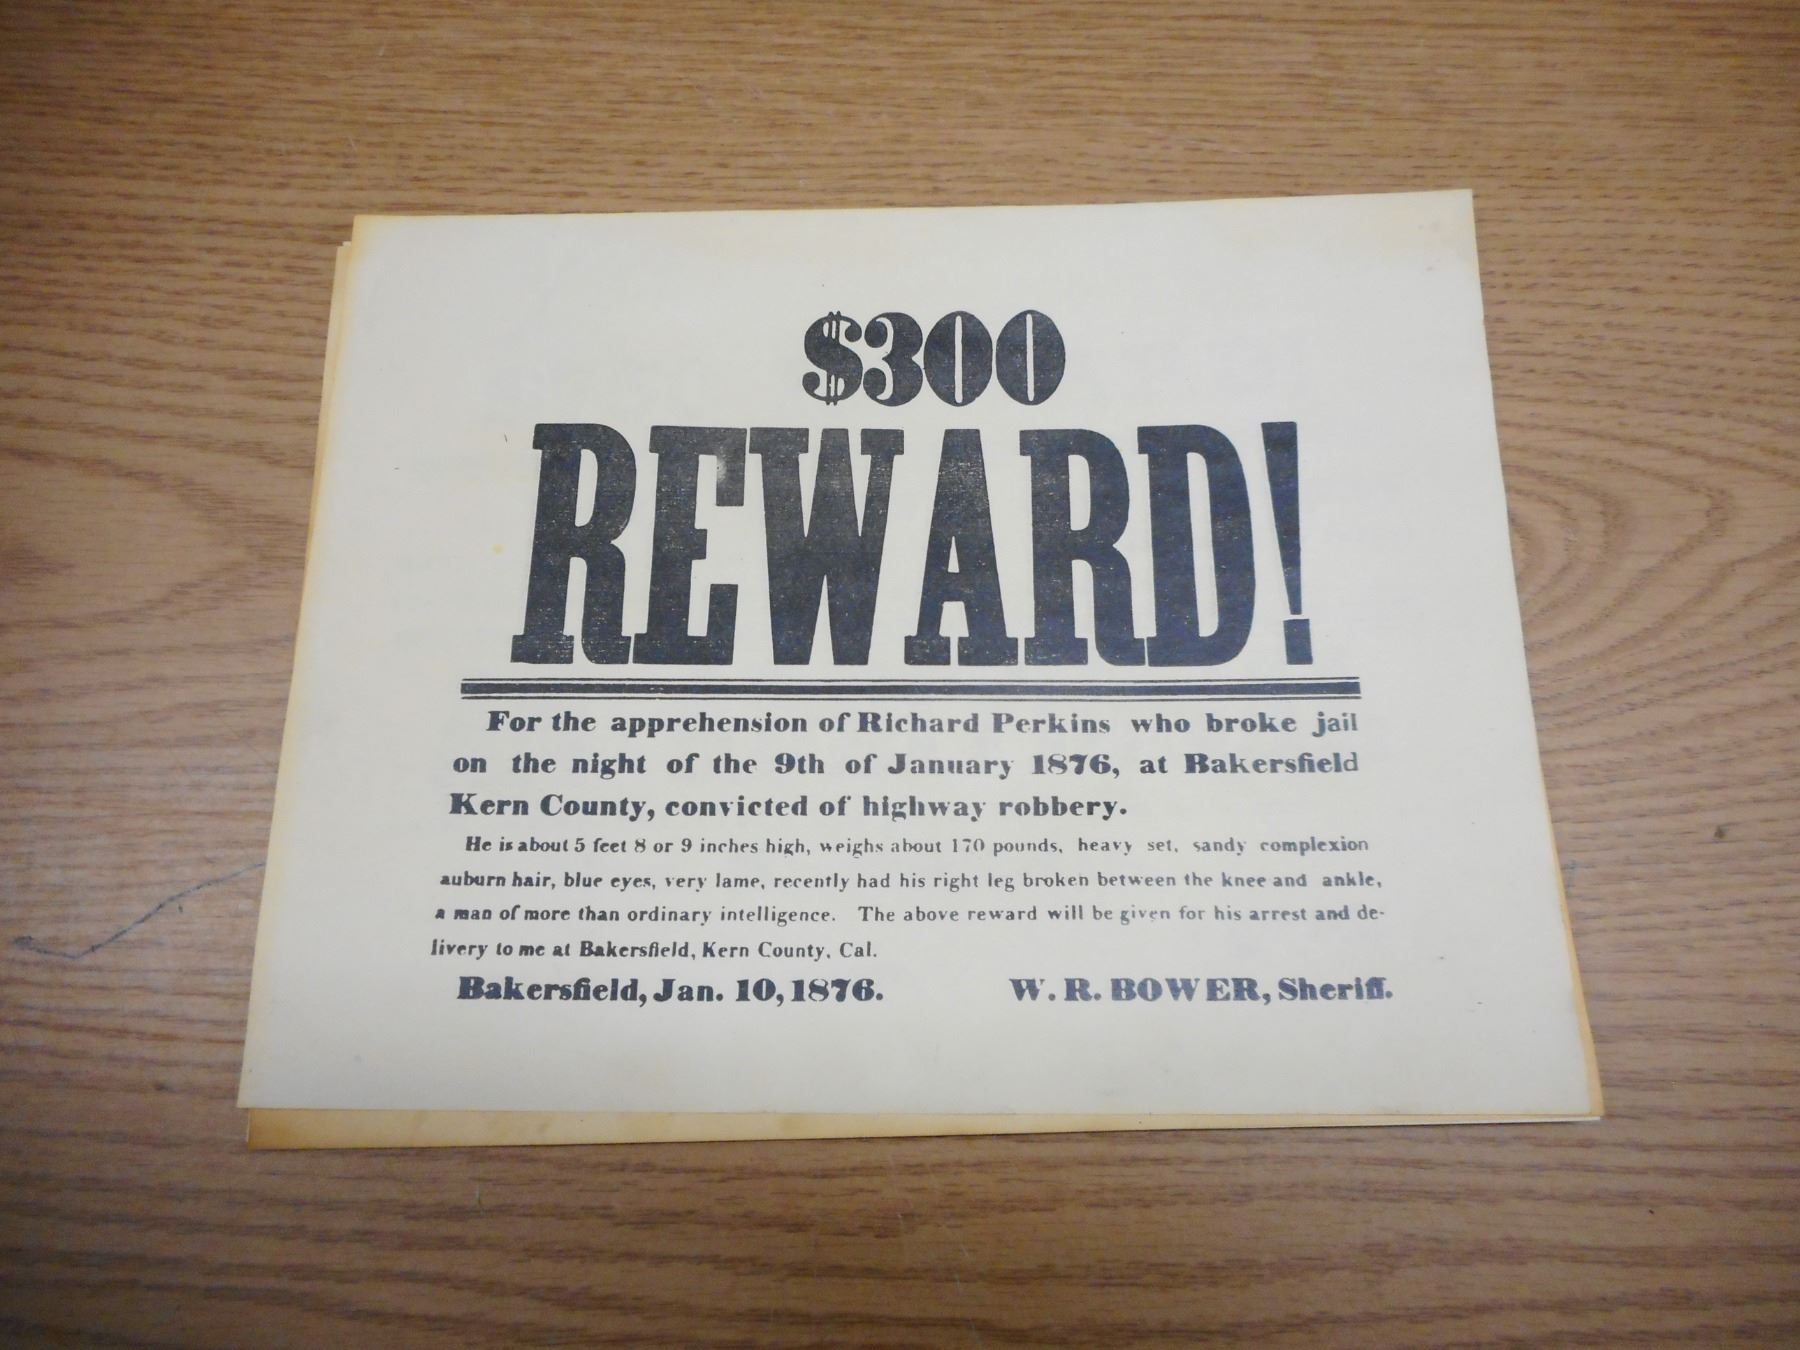 $300
REWARD!
For the apprehension of Richard Perkins who broke jail
on the night of the 9th of January 1876, at Bakersfield
Kern County, convicted of highway robbery.
He is about 5 feet 8 or 9 inches high, weighs about 170 pounds, heavy set, sandy complexion
auburn hair, blue eyes, very lame, recently had his right leg broken between the knee and ankle,
a man of more than ordinary intelligence. The above reward will be given for his arrest and de-
livery to me at Bakersfield, Kern County, Cal.
Bakersfield, Jan. 10, 1876. W. R. BOWER, Sheriff.